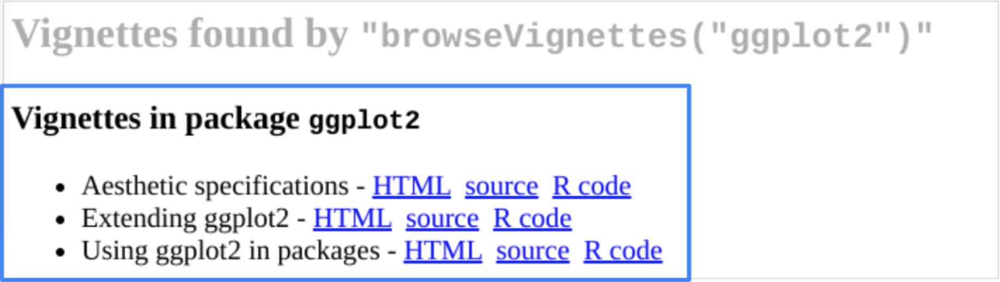 Vignettes found by "browseVignettes("ggplot2")"
Vignettes in package ggplot2
• Aesthetic specifications - HTML source R code
• Extending ggplot2 - HTML source R code
• Using ggplot2 in packages - HTML source R code